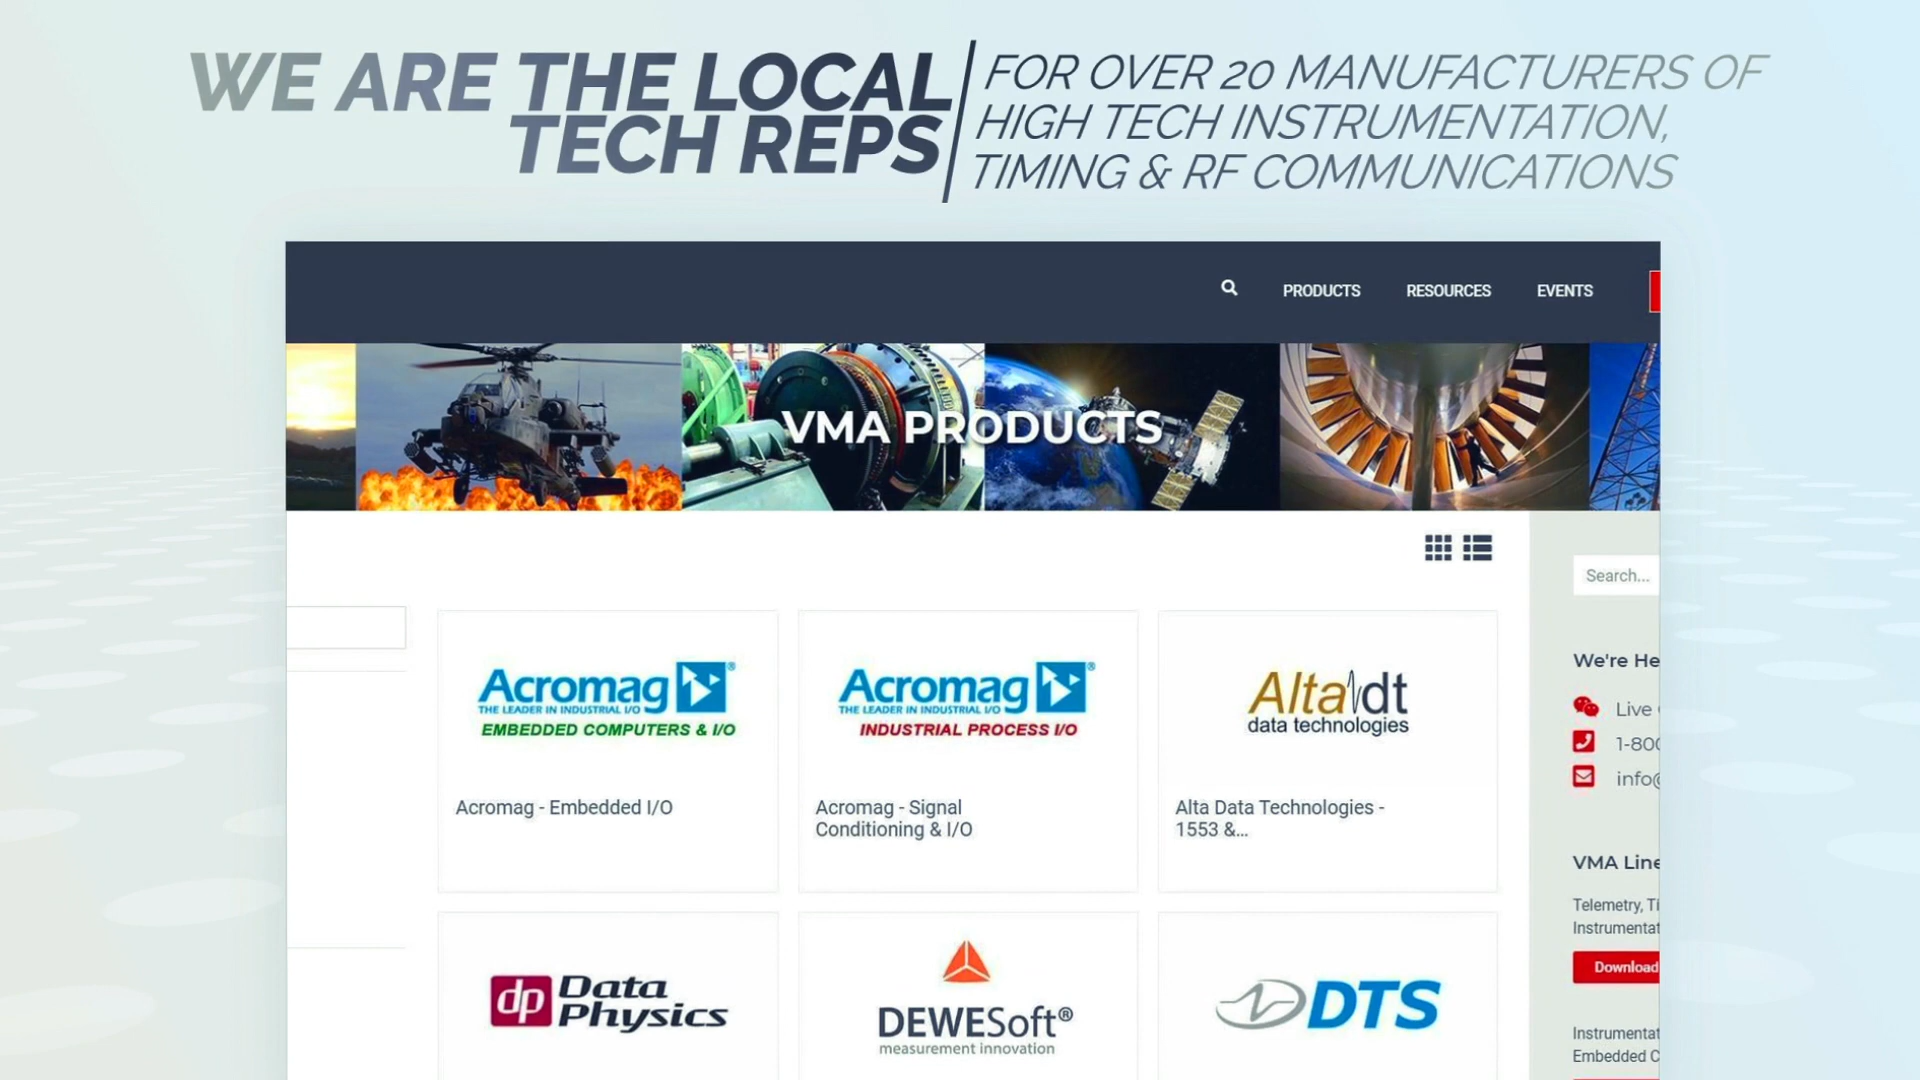 WE ARE THE LOCAL
TECH REPS
FOR OVER 20 MANUFACTURERS OF
HIGH TECH INSTRUMENTATION,
TIMING & RF COMMUNICATIONS
PRODUCTS
RESOURCES
EVENTS
VMA PRODUCTS
Search...
Acromag®
THE LEADER IN INDUSTRIAL I/O
EMBEDDED COMPUTERS & I/O
Acromag - Embedded I/O
Acromag®
THE LEADER IN INDUSTRIAL I/O
INDUSTRIAL PROCESS I/O
Acromag - Signal
Conditioning & I/O
Alta dt
data technologies
Alta Data Technologies -
1553 &...
dp Data
Physics
DEWESoft®
measurement innovation
DTS
We're He
Live
1-800
info@
VMA Line
Telemetry, Ti
Instrumentat
Download
Instrumentat
Embedded C